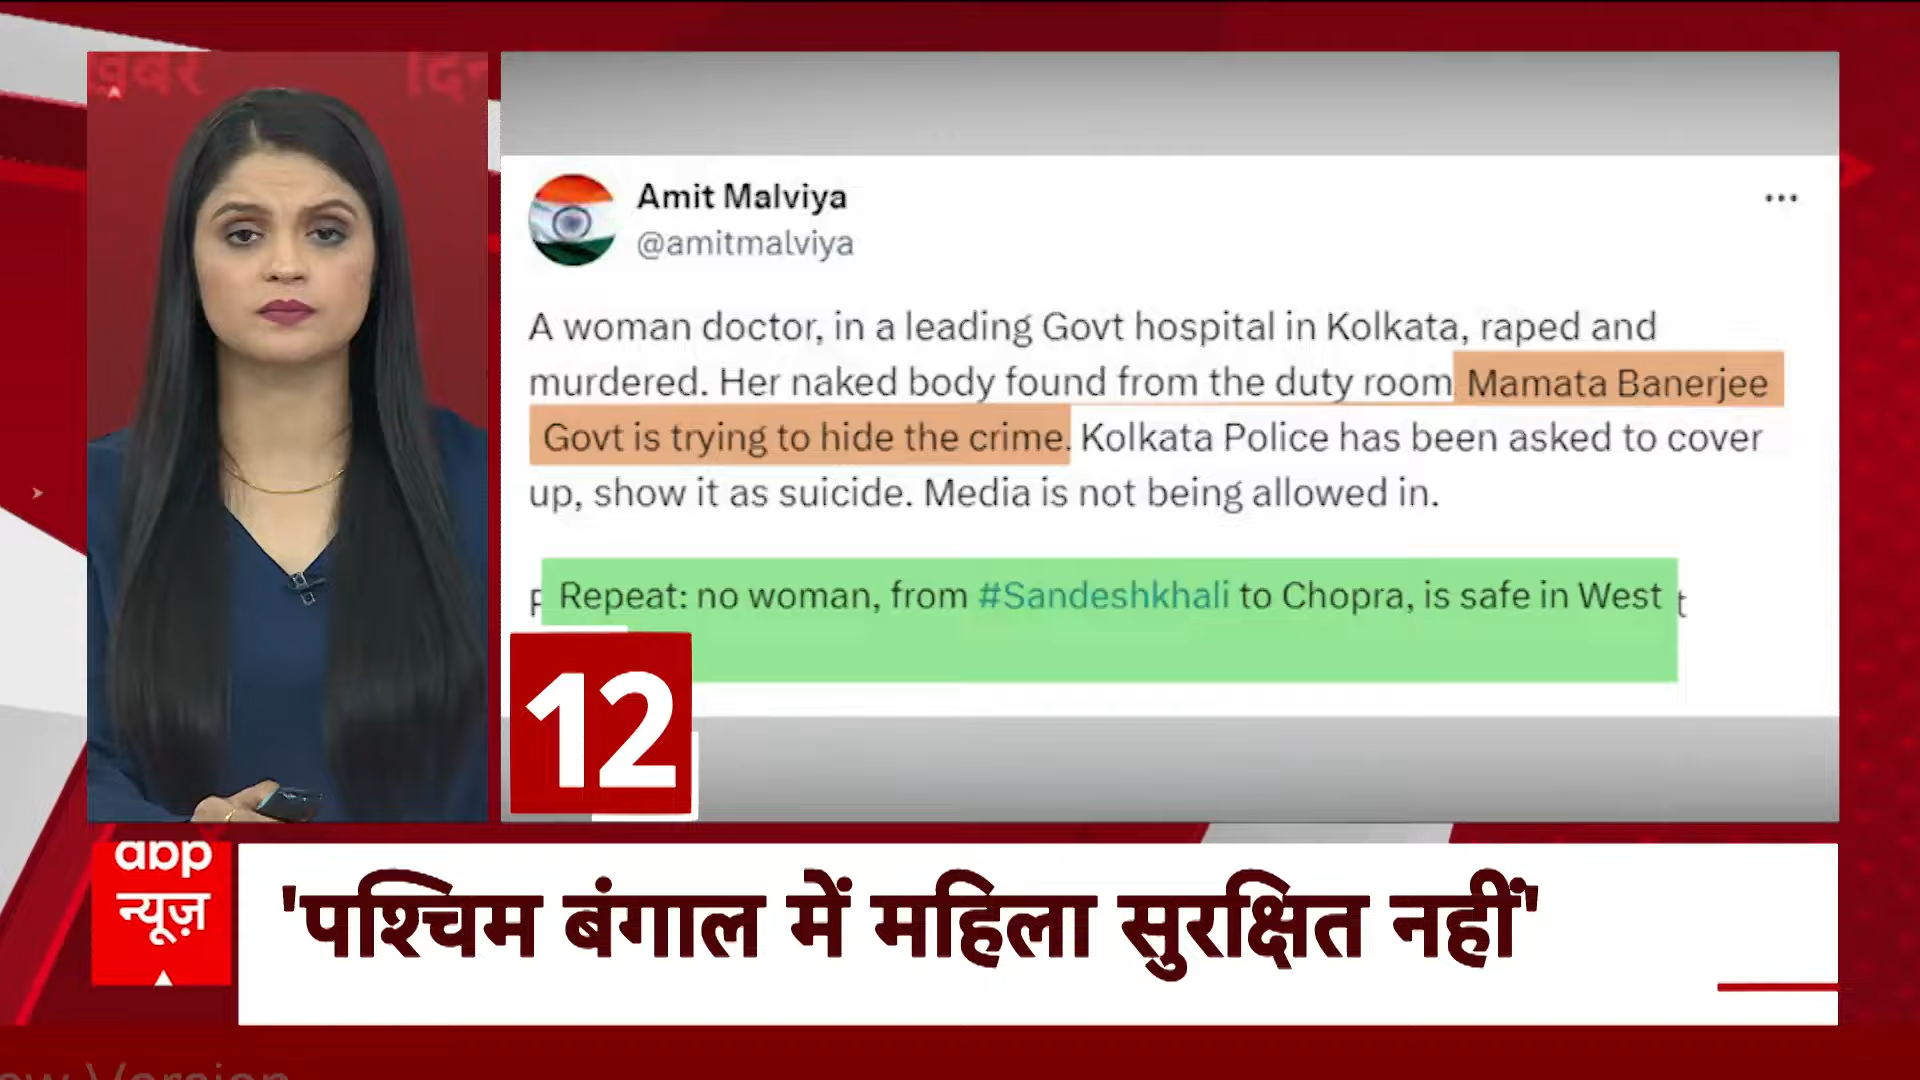 ख़बर
दिन
Amit Malviya
@amitmalviya
A woman doctor, in a leading Govt hospital in Kolkata, raped and
murdered. Her naked body found from the duty room Mamata Banerjee
Govt is trying to hide the crime. Kolkata Police has been asked to cover
up, show it as suicide. Media is not being allowed in.
Repeat: no woman, from #Sandeshkhali to Chopra, is safe in West
12
abp
न्यूज़
'पश्चिम बंगाल में महिला सुरक्षित नहीं'